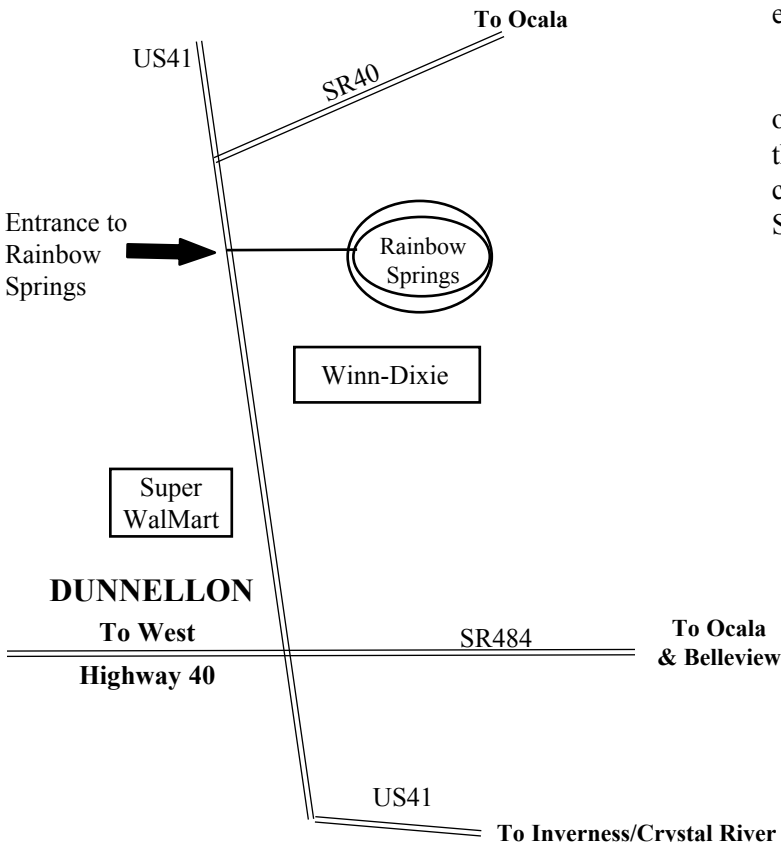 To Ocala
US41
SR40
e
o
th
c
S
Entrance to
Rainbow
Springs
Rainbow
Springs
Winn-Dixie
Super
WalMart
DUNNELLON
To West
SR484
To Ocala
& Belleview
Highway 40
US41
To Inverness/Crystal River